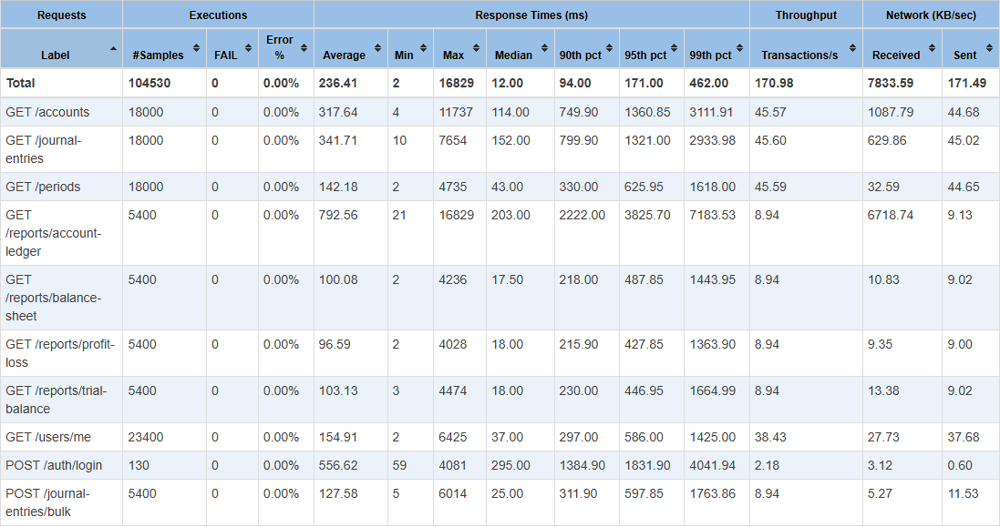 Requests Executions Response Times (ms) Throughput Network (KB/sec)
Label #Samples FAIL Error % Average Min Max Median 90th pct 95th pct 99th pct Transactions/s Received Sent
Total 104530 0 0.00% 236.41 2 16829 12.00 94.00 171.00 462.00 170.98 7833.59 171.49
GET /accounts 18000 0 0.00% 317.64 4 11737 114.00 749.90 1360.85 3111.91 45.57 1087.79 44.68
GET /journal- 18000 0 0.00% 341.71 10 7654 152.00 799.90 1321.00 2933.98 45.60 629.86 45.02
entries
GET /periods 18000 0 0.00% 142.18 2 4735 43.00 330.00 625.95 1618.00 45.59 32.59 44.65
GET 5400 0 0.00% 792.56 21 16829 203.00 2222.00 3825.70 7183.53 8.94 6718.74 9.13
/reports/account-
ledger
GET 5400 0 0.00% 100.08 2 4236 17.50 218.00 487.85 1443.95 8.94 10.83 9.02
/reports/balance-
sheet
GET /reports/profit- 5400 0 0.00% 96.59 2 4028 18.00 215.90 427.85 1363.90 8.94 9.35 9.00
loss
GET /reports/trial- 5400 0 0.00% 103.13 3 4474 18.00 230.00 446.95 1664.99 8.94 13.38 9.02
balance
GET /users/me 23400 0 0.00% 154.91 2 6425 37.00 297.00 586.00 1425.00 38.43 27.73 37.68
POST /auth/login 130 0 0.00% 556.62 59 4081 295.00 1384.90 1831.90 4041.94 2.18 3.12 0.60
POST /journal- 5400 0 0.00% 127.58 5 6014 25.00 311.90 597.85 1763.86 8.94 5.27 11.53
entries/bulk